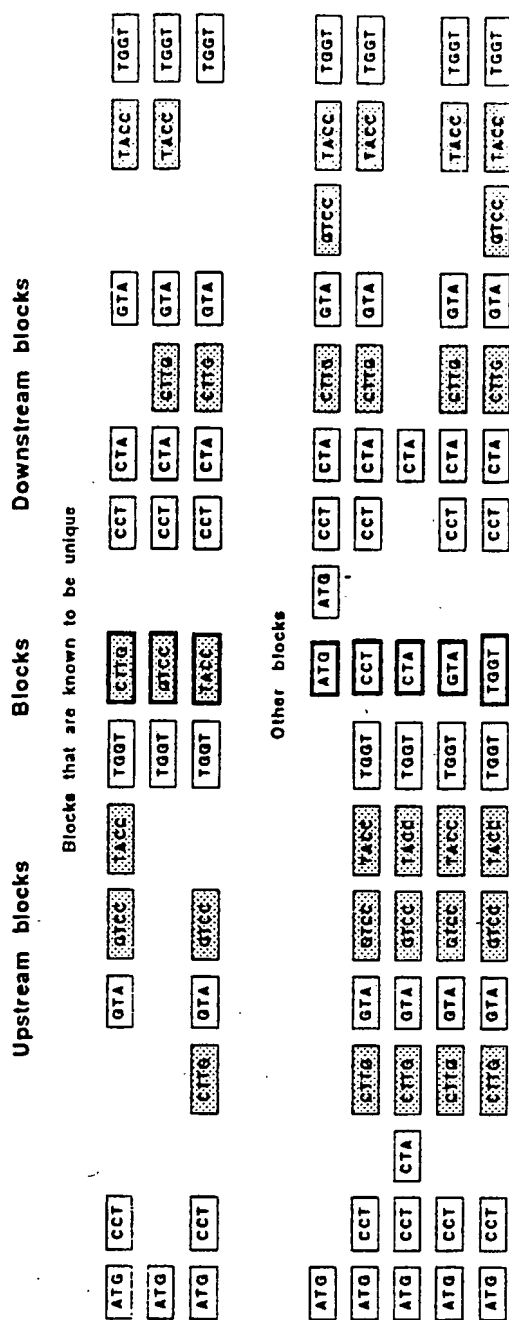 Upstream blocks Blocks Downstream blocks
Blocks that are known to be unique
ATG CCT GTA GTCC TACC TGGT CTTG CCT CTA GTA TACC TGGT
ATG TGGT GTCC CCT CTA CTTG GTA TACC TGGT
ATG CCT CTTG GTA GTCC TGGT TACC CCT CTA CTTG GTA TGGT
Other blocks
ATG ATG ATG CCT CTA CTTG GTA GTCC TACC TGGT
ATG CCT CTTG GTA GTCC TACC TGGT CCT CCT CTA CTTG GTA TACC TGGT
ATG CCT CTA CTTG GTA GTCC TACC TGGT CTA CTA
ATG CCT CTTG GTA GTCC TACC TGGT GTA CCT CTA CTTG GTA TACC TGGT
ATG CCT CTTG GTA GTCC TACC TGGT TGGT CCT CTA CTTG GTA GTCC TACC TGGT